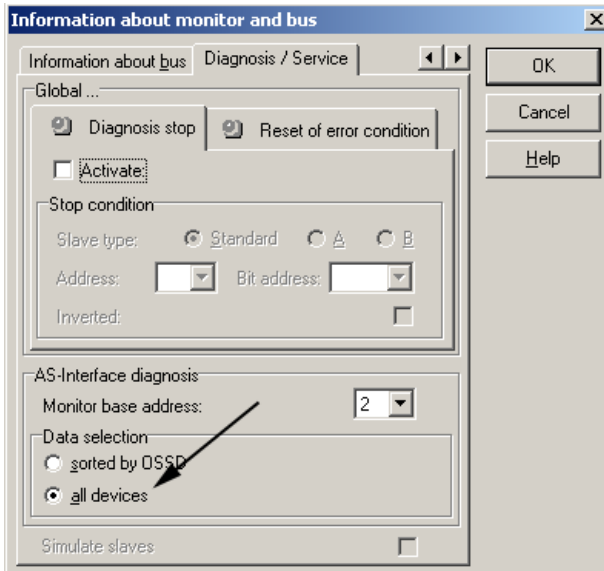 Information about monitor and bus
Information about bus Diagnosis / Service
OK
Cancel
Help
Global ...
Diagnosis stop Reset of error condition
Activate:
Stop condition
Slave type: Standard A B
Address: Bit address:
Inverted:
AS-Interface diagnosis
Monitor base address: 2
Data selection
sorted by OSSD
all devices
Simulate slaves